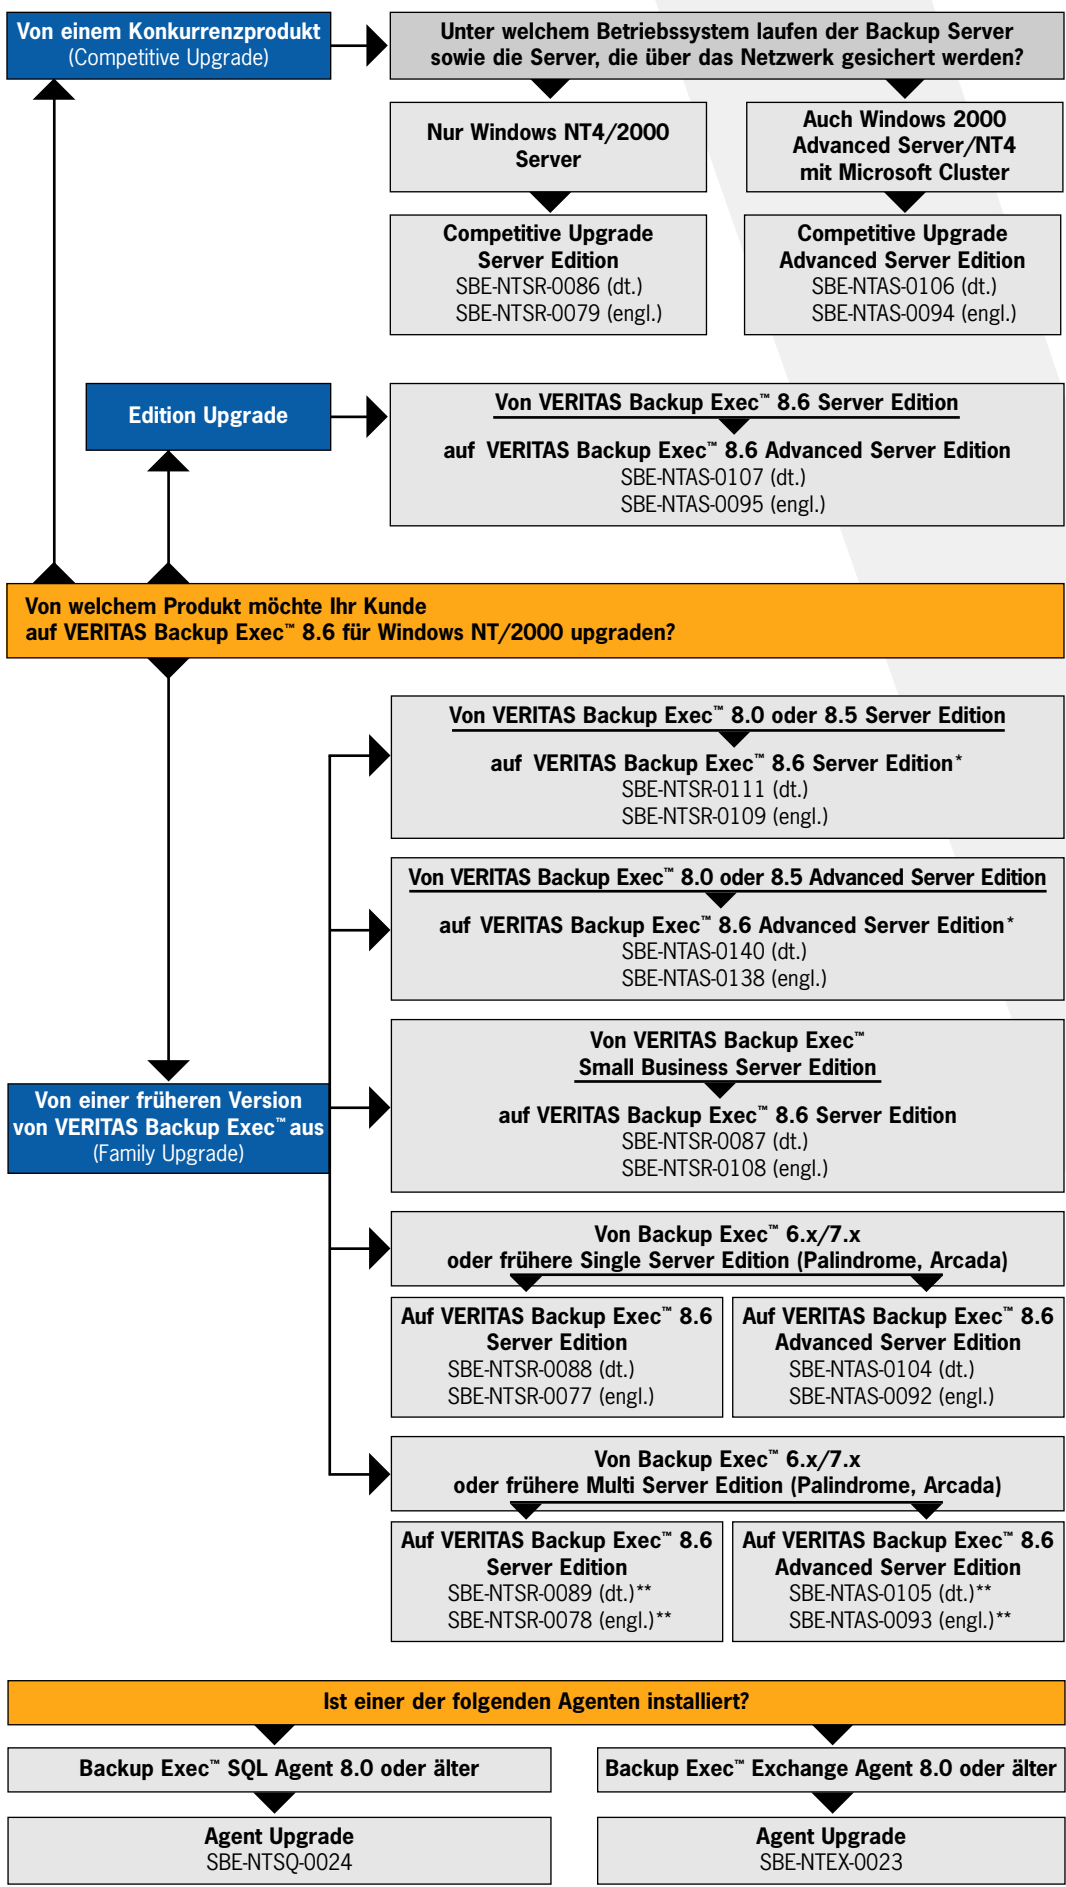 Von einem Konkurrenzprodukt
(Competitive Upgrade)
Unter welchem Betriebssystem laufen der Backup Server
sowie die Server, die über das Netzwerk gesichert werden?
Nur Windows NT4/2000
Server
Auch Windows 2000
Advanced Server/NT4
mit Microsoft Cluster
Competitive Upgrade
Server Edition
SBE-NTSR-0086 (dt.)
SBE-NTSR-0079 (engl.)
Competitive Upgrade
Advanced Server Edition
SBE-NTAS-0106 (dt.)
SBE-NTAS-0094 (engl.)
Edition Upgrade
Von VERITAS Backup Exec™ 8.6 Server Edition
auf VERITAS Backup Exec™ 8.6 Advanced Server Edition
SBE-NTAS-0107 (dt.)
SBE-NTAS-0095 (engl.)
Von welchem Produkt möchte Ihr Kunde
auf VERITAS Backup Exec™ 8.6 für Windows NT/2000 upgraden?
Von VERITAS Backup Exec™ 8.0 oder 8.5 Server Edition
auf VERITAS Backup Exec™ 8.6 Server Edition*
SBE-NTSR-0111 (dt.)
SBE-NTSR-0109 (engl.)
Von VERITAS Backup Exec™ 8.0 oder 8.5 Advanced Server Edition
auf VERITAS Backup Exec™ 8.6 Advanced Server Edition*
SBE-NTAS-0140 (dt.)
SBE-NTAS-0138 (engl.)
Von einer früheren Version
von VERITAS Backup Exec™ aus
(Family Upgrade)
Von VERITAS Backup Exec™
Small Business Server Edition
auf VERITAS Backup Exec™ 8.6 Server Edition
SBE-NTSR-0087 (dt.)
SBE-NTSR-0108 (engl.)
Von Backup Exec™ 6.x/7.x
oder frühere Single Server Edition (Palindrome, Arcada)
Auf VERITAS Backup Exec™ 8.6
Server Edition
SBE-NTSR-0088 (dt.)
SBE-NTSR-0077 (engl.)
Auf VERITAS Backup Exec™ 8.6
Advanced Server Edition
SBE-NTAS-0104 (dt.)
SBE-NTAS-0092 (engl.)
Von Backup Exec™ 6.x/7.x
oder frühere Multi Server Edition (Palindrome, Arcada)
Auf VERITAS Backup Exec™ 8.6
Server Edition
SBE-NTSR-0089 (dt.)**
SBE-NTSR-0078 (engl.)**
Auf VERITAS Backup Exec™ 8.6
Advanced Server Edition
SBE-NTAS-0105 (dt.)**
SBE-NTAS-0093 (engl.)**
Ist einer der folgenden Agenten installiert?
Backup Exec™ SQL Agent 8.0 oder älter
Backup Exec™ Exchange Agent 8.0 oder älter
Agent Upgrade
SBE-NTSQ-0024
Agent Upgrade
SBE-NTEX-0023